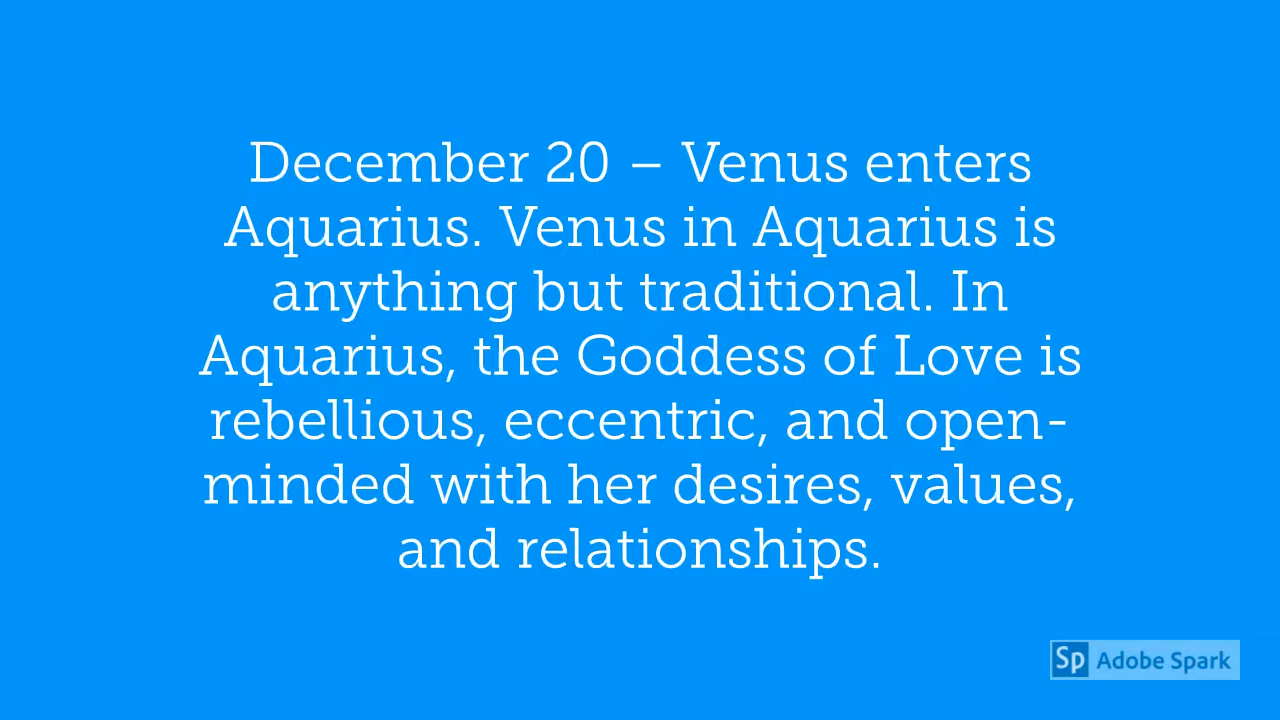 December 20 – Venus enters
Aquarius. Venus in Aquarius is
anything but traditional. In
Aquarius, the Goddess of Love is
rebellious, eccentric, and open-
minded with her desires, values,
and relationships.
Sp Adobe Spark